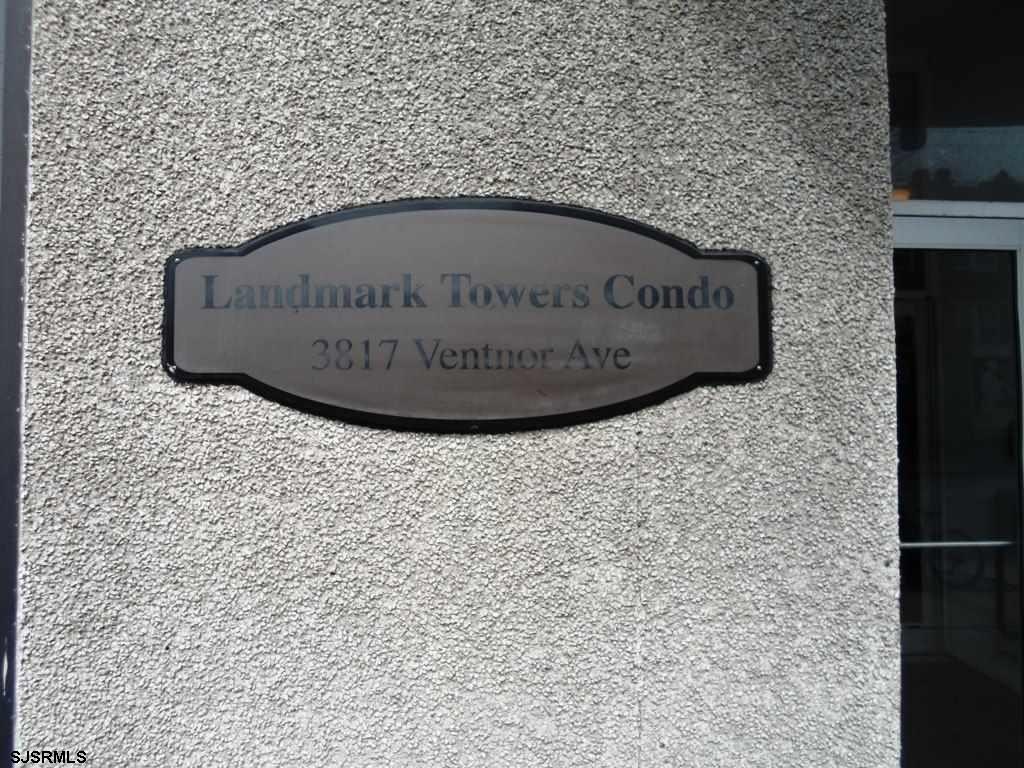 Landmark Towers Condo
3817 Ventnor Ave
SJSRMLS